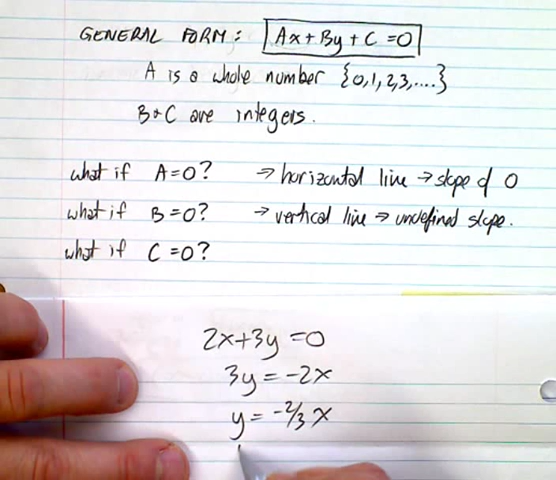 GENERAL FORM: Ax+By+C=0
A is a whole number {0,1,2,3,....}
B+C are integers.
what if A=0? → horizontal line → slope of 0
what if B=0? → vertical line → undefined slope.
what if C=0?
2x+3y=0
3y=-2x
y=-2/3x